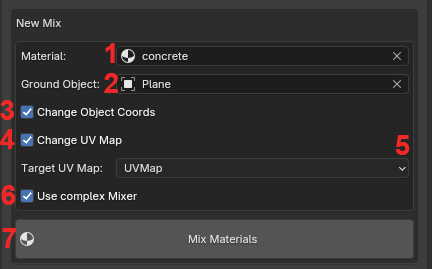 New Mix
Material: 1 concrete
Ground Object: 2 Plane
3 Change Object Coords
4 Change UV Map
5
Target UV Map: UVMap
6 Use complex Mixer
7 Mix Materials